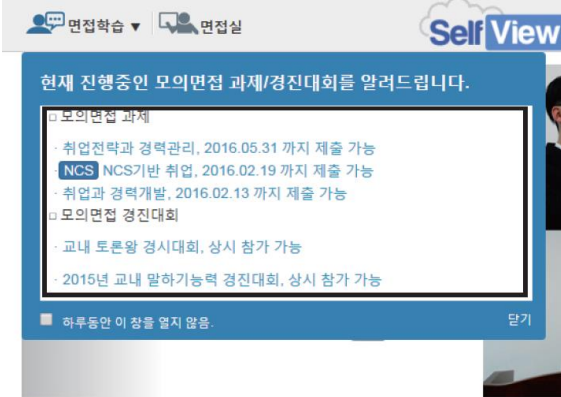 면접학습 ▼ 면접실
Self View
현재 진행중인 모의면접 과제/경진대회를 알려드립니다.
□ 모의면접 과제
· 취업전략과 경력관리, 2016.05.31 까지 제출 가능
· NCS NCS기반 취업, 2016.02.19 까지 제출 가능
· 취업과 경력개발, 2016.02.13 까지 제출 가능
□ 모의면접 경진대회
· 교내 토론왕 경시대회, 상시 참가 가능
· 2015년 교내 말하기능력 경진대회, 상시 참가 가능
하루동안 이 창을 열지 않음. 닫기